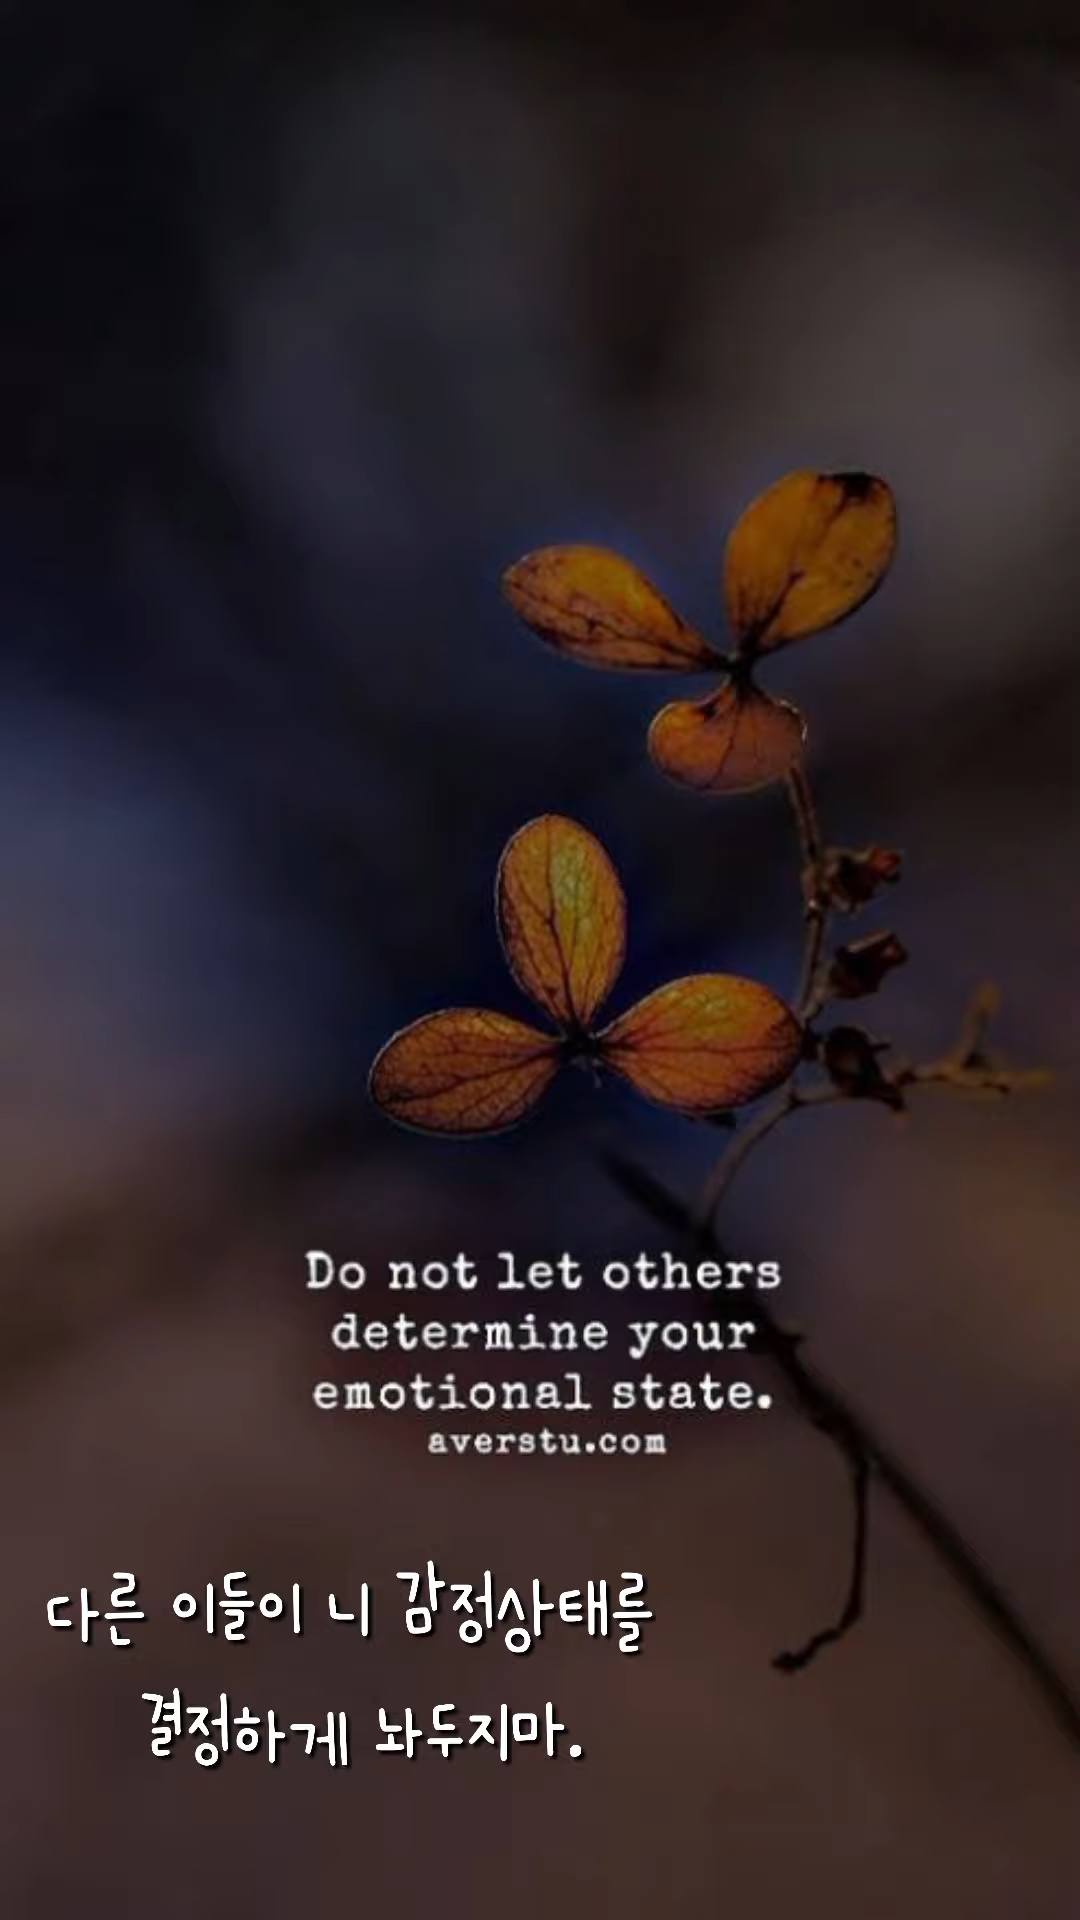 Do not let others
determine your
emotional state.
averstu.com
다른 이들이 니 감정상태를
결정하게 놔두지마.